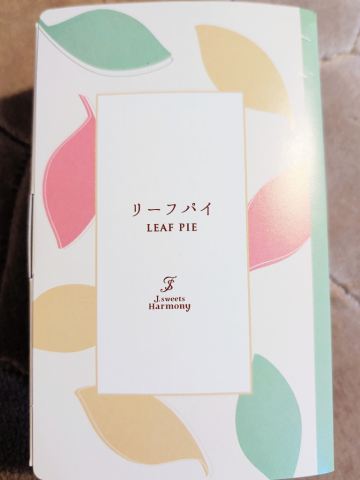 リーフパイ
LEAF PIE
J.sweets
Harmony